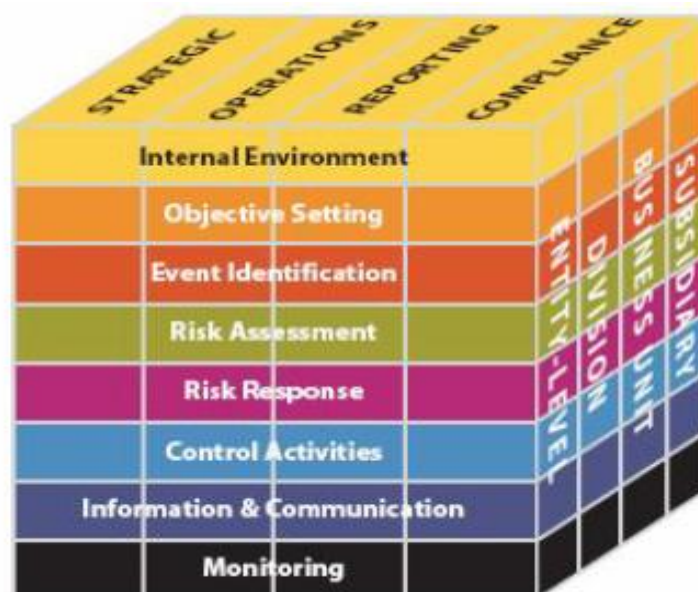 STRATEGIC
OPERATIONS
REPORTING
COMPLIANCE
Internal Environment
Objective Setting
Event Identification
Risk Assessment
Risk Response
Control Activities
Information & Communication
Monitoring
ENTITY-LEVEL
DIVISION
BUSINESS UNIT
SUBSIDIARY